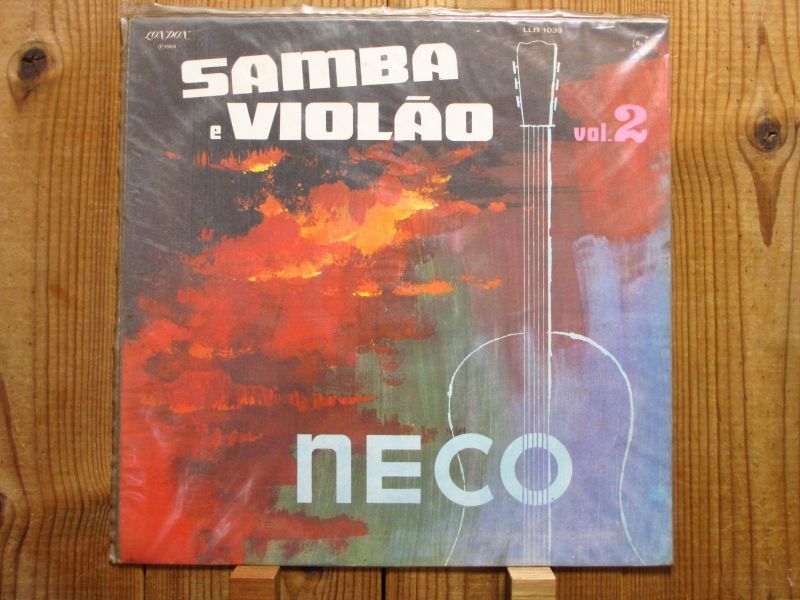 LONDON
LLB 1039
SAMBA
e VIOLÃO
vol. 2
NECO